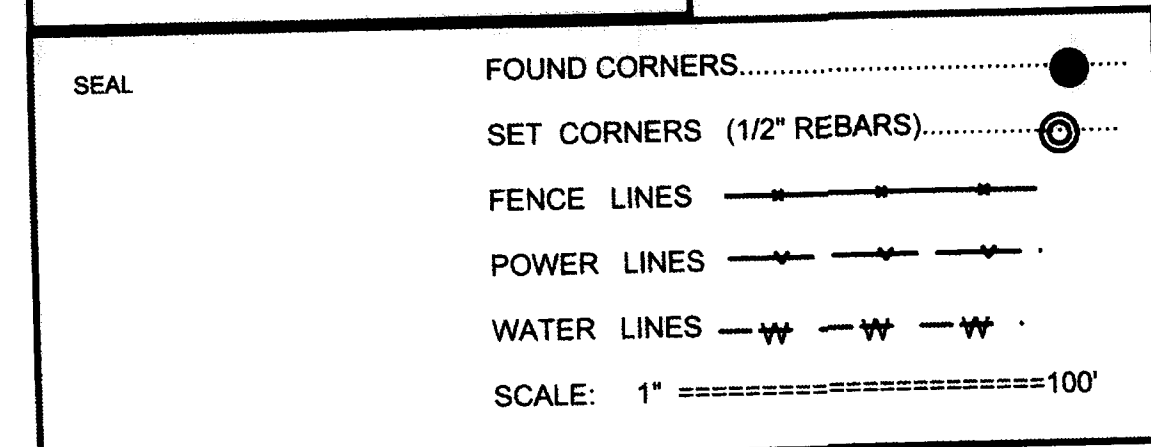 SEAL
FOUND CORNERS..........................................
SET CORNERS (1/2" REBARS)....................
FENCE LINES
POWER LINES
WATER LINES W W W
SCALE: 1" ======================100'